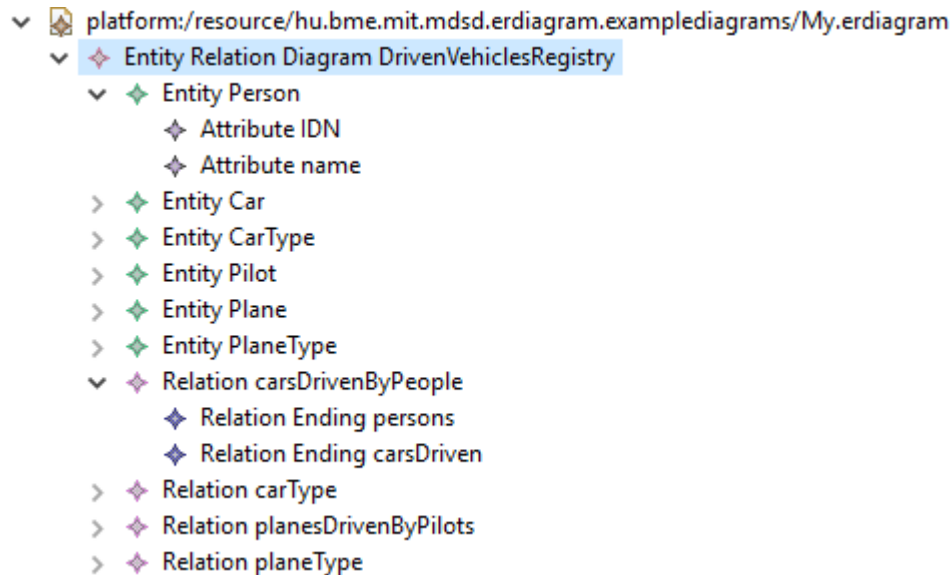 platform:/resource/hu.bme.mit.mdsd.erdiagram.examplediagrams/My.erdiagram
Entity Relation Diagram DrivenVehiclesRegistry
Entity Person
Attribute IDN
Attribute name
Entity Car
Entity CarType
Entity Pilot
Entity Plane
Entity PlaneType
Relation carsDrivenByPeople
Relation Ending persons
Relation Ending carsDriven
Relation carType
Relation planesDrivenByPilots
Relation planeType